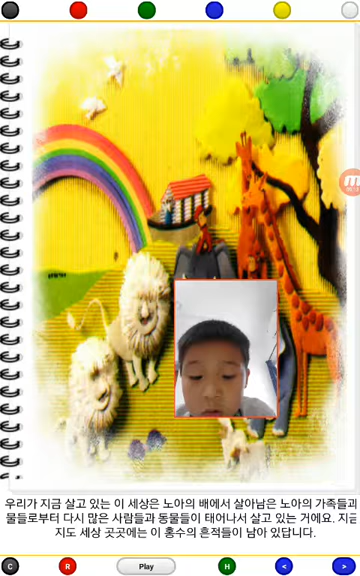 우리가 지금 살고 있는 이 세상은 노아의 배에서 살아남은 노아의 가족들과
물들로부터 다시 많은 사람들과 동물들이 태어나서 살고 있는 거에요. 지금
지도 세상 곳곳에는 이 홍수의 흔적들이 남아 있답니다.
C R Play H < >